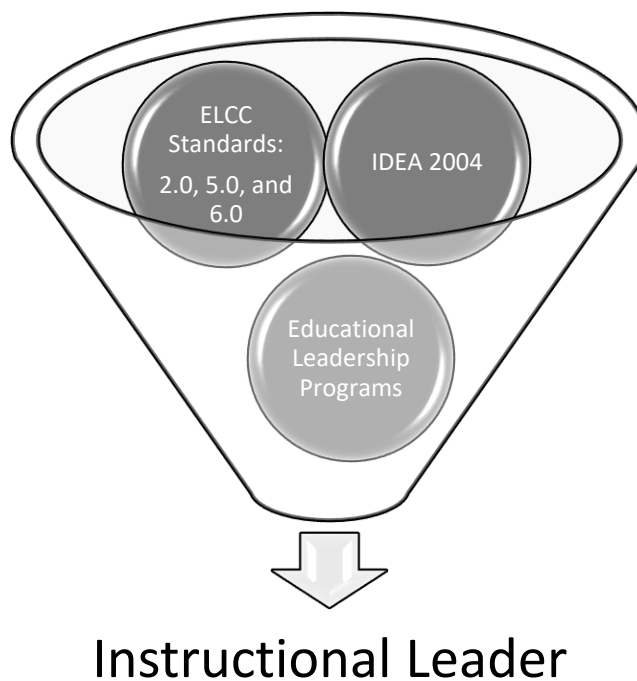 ELCC
Standards:
2.0, 5.0, and
6.0
IDEA 2004
Educational
Leadership
Programs
Instructional Leader